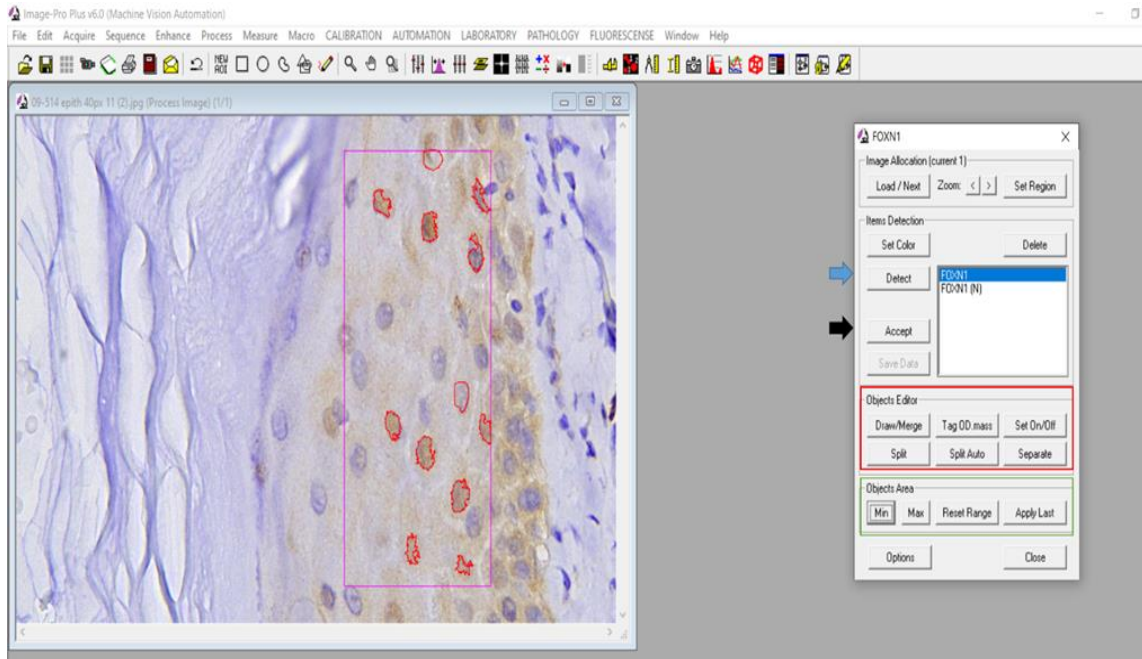 Image-Pro Plus v6.0 (Machine Vision Automation)
File Edit Acquire Sequence Enhance Process Measure Macro CALIBRATION AUTOMATION LABORATORY PATHOLOGY FLUORESCENSE Window Help
NEW AOI
09-514 epith 40px 11 (2).jpg (Process Image) (1/1)
FOXN1
Image Allocation (current 1)
Load / Next Zoom: < > Set Region
Items Detection
Set Color Delete
Detect FOXN1
FOXN1 (N)
Accept
Save Data
Objects Editor
Draw/Merge Tag OD.mass Set On/Off
Split Split Auto Separate
Objects Area
Min Max Reset Range Apply Last
Options Close